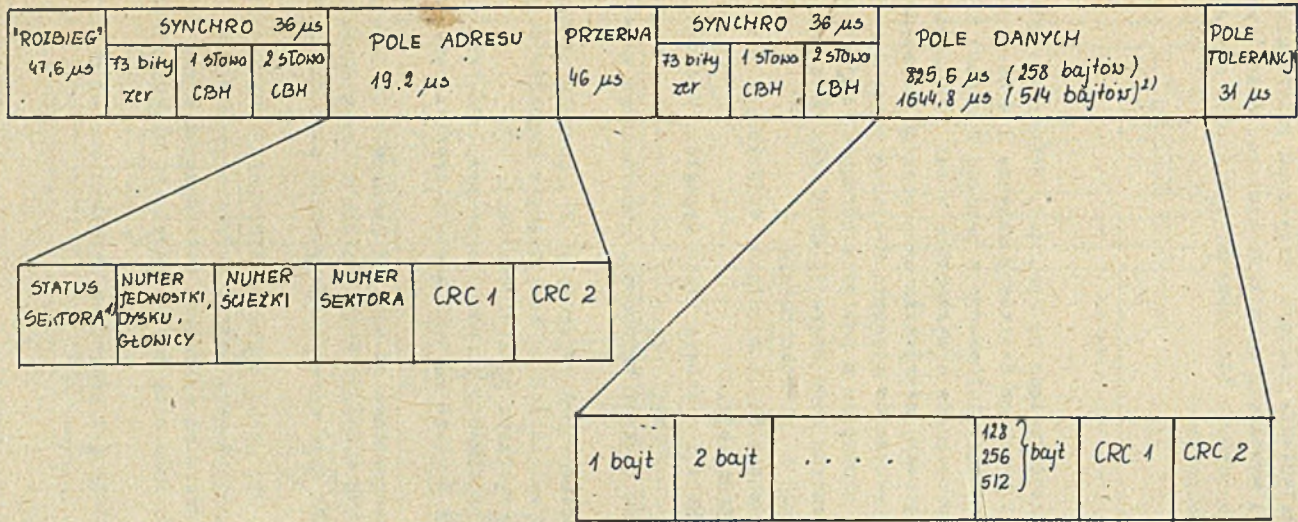 "ROZBIEG"
47,6 µs
SYNCHRO 36 µs
73 bity
zer
1 słowo
CBH
2 słowo
CBH
POLE ADRESU
19.2 µs
PRZERWA
46 µs
SYNCHRO 36 µs
73 bity
zer
1 słowo
CBH
2 słowo
CBH
POLE DANYCH
825,6 µs (258 bajtów)
1644,8 µs (514 bajtów)²⁾
POLE
TOLERANCJI
31 µs
STATUS
SEKTORA¹⁾
NUMER
JEDNOSTKI,
DYSKU,
GŁOWICY
NUMER
ŚCIEŻKI
NUMER
SEKTORA
CRC 1
CRC 2
1 bajt
2 bajt
. . . .
128
256 } bajt
512
CRC 1
CRC 2